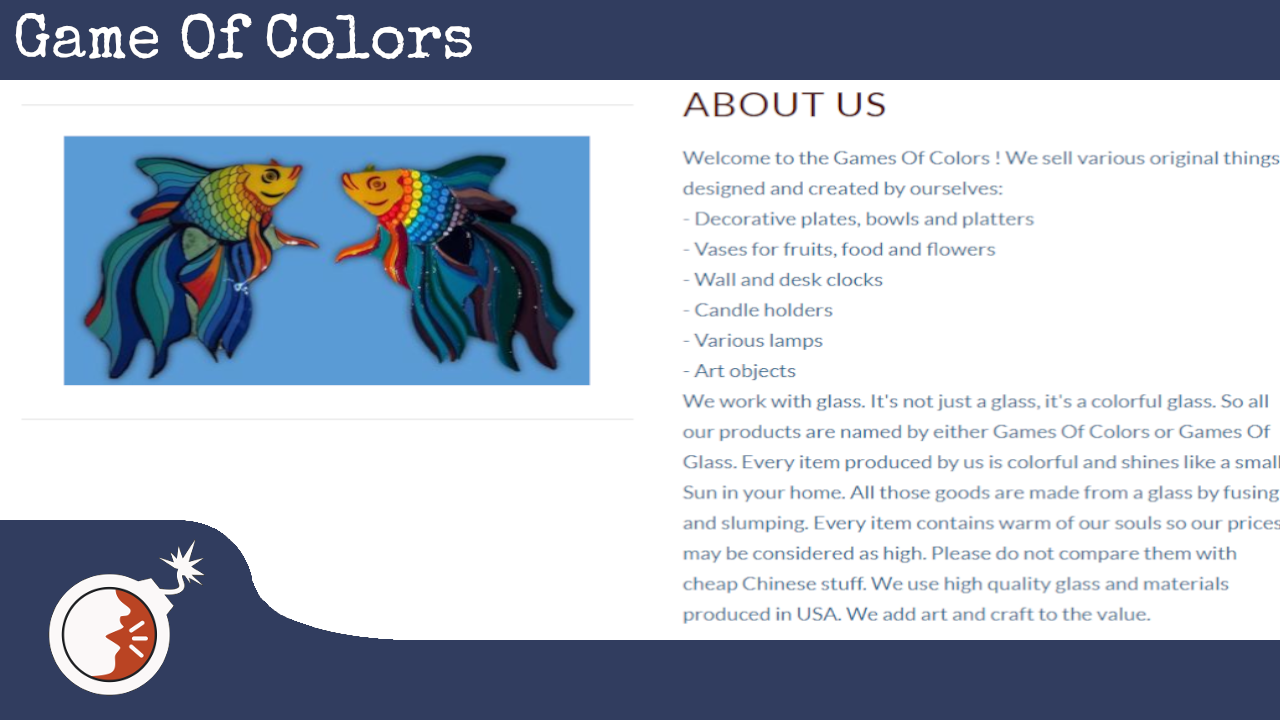 Game Of Colors
ABOUT US
Welcome to the Games Of Colors ! We sell various original things
designed and created by ourselves:
- Decorative plates, bowls and platters
- Vases for fruits, food and flowers
- Wall and desk clocks
- Candle holders
- Various lamps
- Art objects
We work with glass. It's not just a glass, it's a colorful glass. So all
our products are named by either Games Of Colors or Games Of
Glass. Every item produced by us is colorful and shines like a small
Sun in your home. All those goods are made from a glass by fusing
and slumping. Every item contains warm of our souls so our prices
may be considered as high. Please do not compare them with
cheap Chinese stuff. We use high quality glass and materials
produced in USA. We add art and craft to the value.